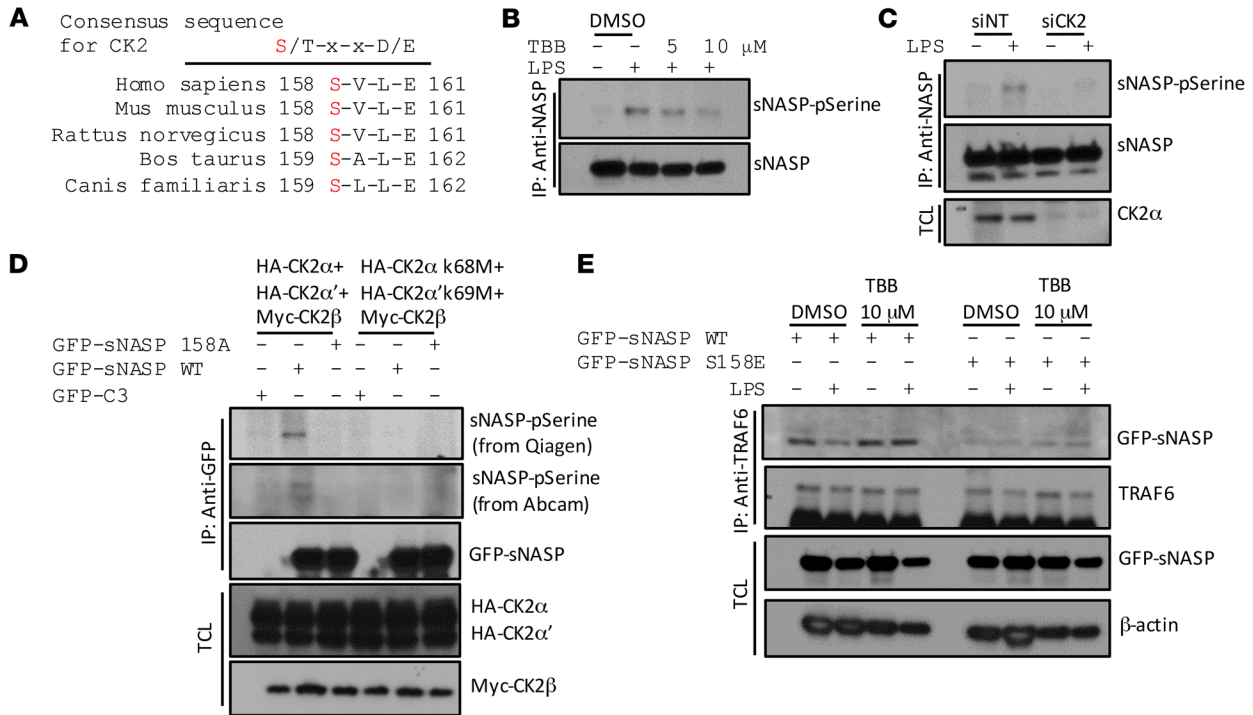 A
Consensus sequence
for CK2 S/T-x-x-D/E
Homo sapiens 158 S-V-L-E 161
Mus musculus 158 S-V-L-E 161
Rattus norvegicus 158 S-V-L-E 161
Bos taurus 159 S-A-L-E 162
Canis familiaris 159 S-L-L-E 162
B
DMSO
TBB - - 5 10 μM
LPS - + + +
IP: Anti-NASP
sNASP-pSerine
sNASP
C
siNT siCK2
LPS - + - +
IP: Anti-NASP
sNASP-pSerine
sNASP
TCL
CK2α
D
HA-CK2α+ HA-CK2α k68M+
HA-CK2α'+ HA-CK2α'k69M+
Myc-CK2β Myc-CK2β
GFP-sNASP 158A - - + - - +
GFP-sNASP WT - + - - + -
GFP-C3 + - - + - -
IP: Anti-GFP
sNASP-pSerine
(from Qiagen)
sNASP-pSerine
(from Abcam)
GFP-sNASP
TCL
HA-CK2α
HA-CK2α'
Myc-CK2β
E
TBB TBB
DMSO 10 μM DMSO 10 μM
GFP-sNASP WT + + + + - - - -
GFP-sNASP S158E - - - - + + + +
LPS - + - + - + - +
IP: Anti-TRAF6
GFP-sNASP
TRAF6
TCL
GFP-sNASP
β-actin